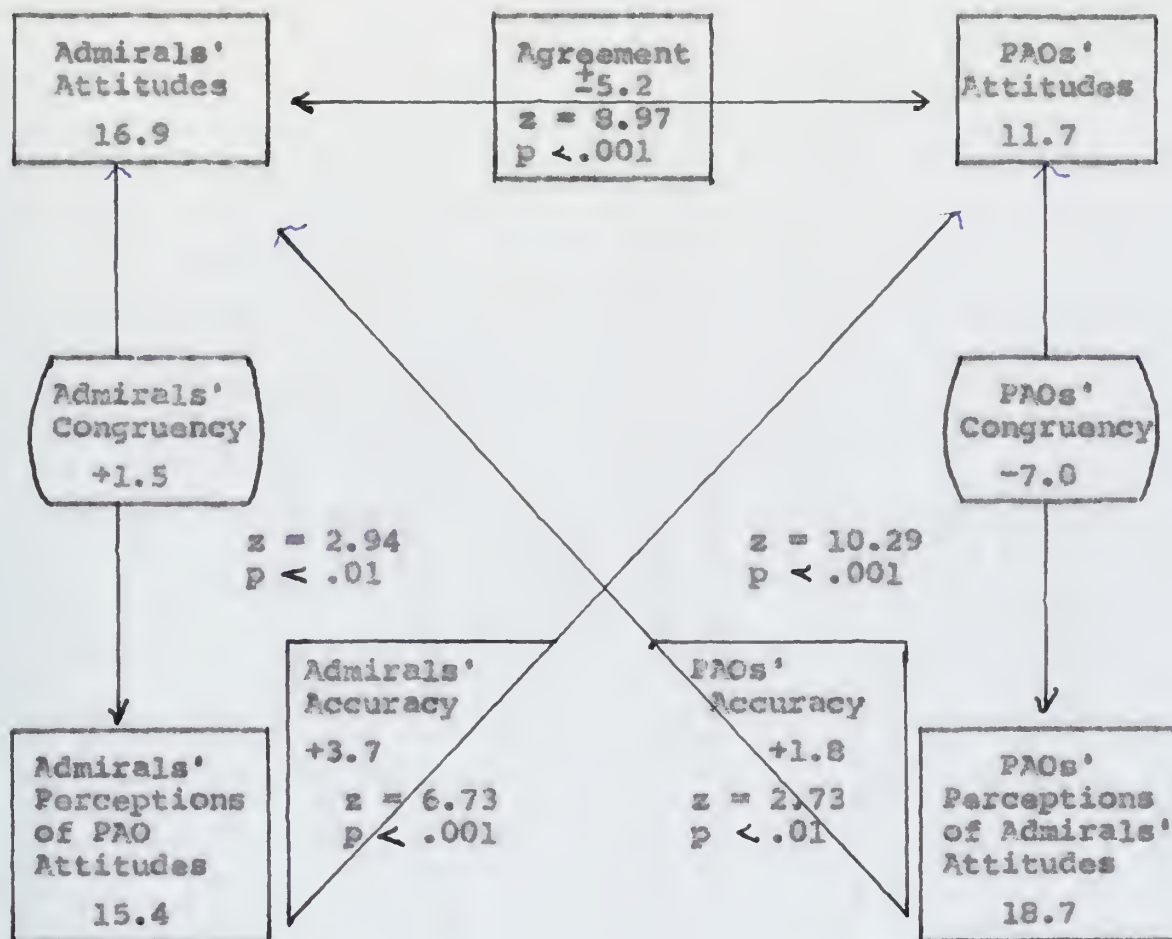 Admirals'
Attitudes
16.9
Agreement
±5.2
z = 8.97
p < .001
PAOs'
Attitudes
11.7
Admirals'
Congruency
+1.5
PAOs'
Congruency
-7.0
z = 2.94
p < .01
z = 10.29
p < .001
Admirals'
Accuracy
+3.7
z = 6.73
p < .001
PAOs'
Accuracy
+1.8
z = 2.73
p < .01
Admirals'
Perceptions
of PAO
Attitudes
15.4
PAOs'
Perceptions
of Admirals'
Attitudes
18.7